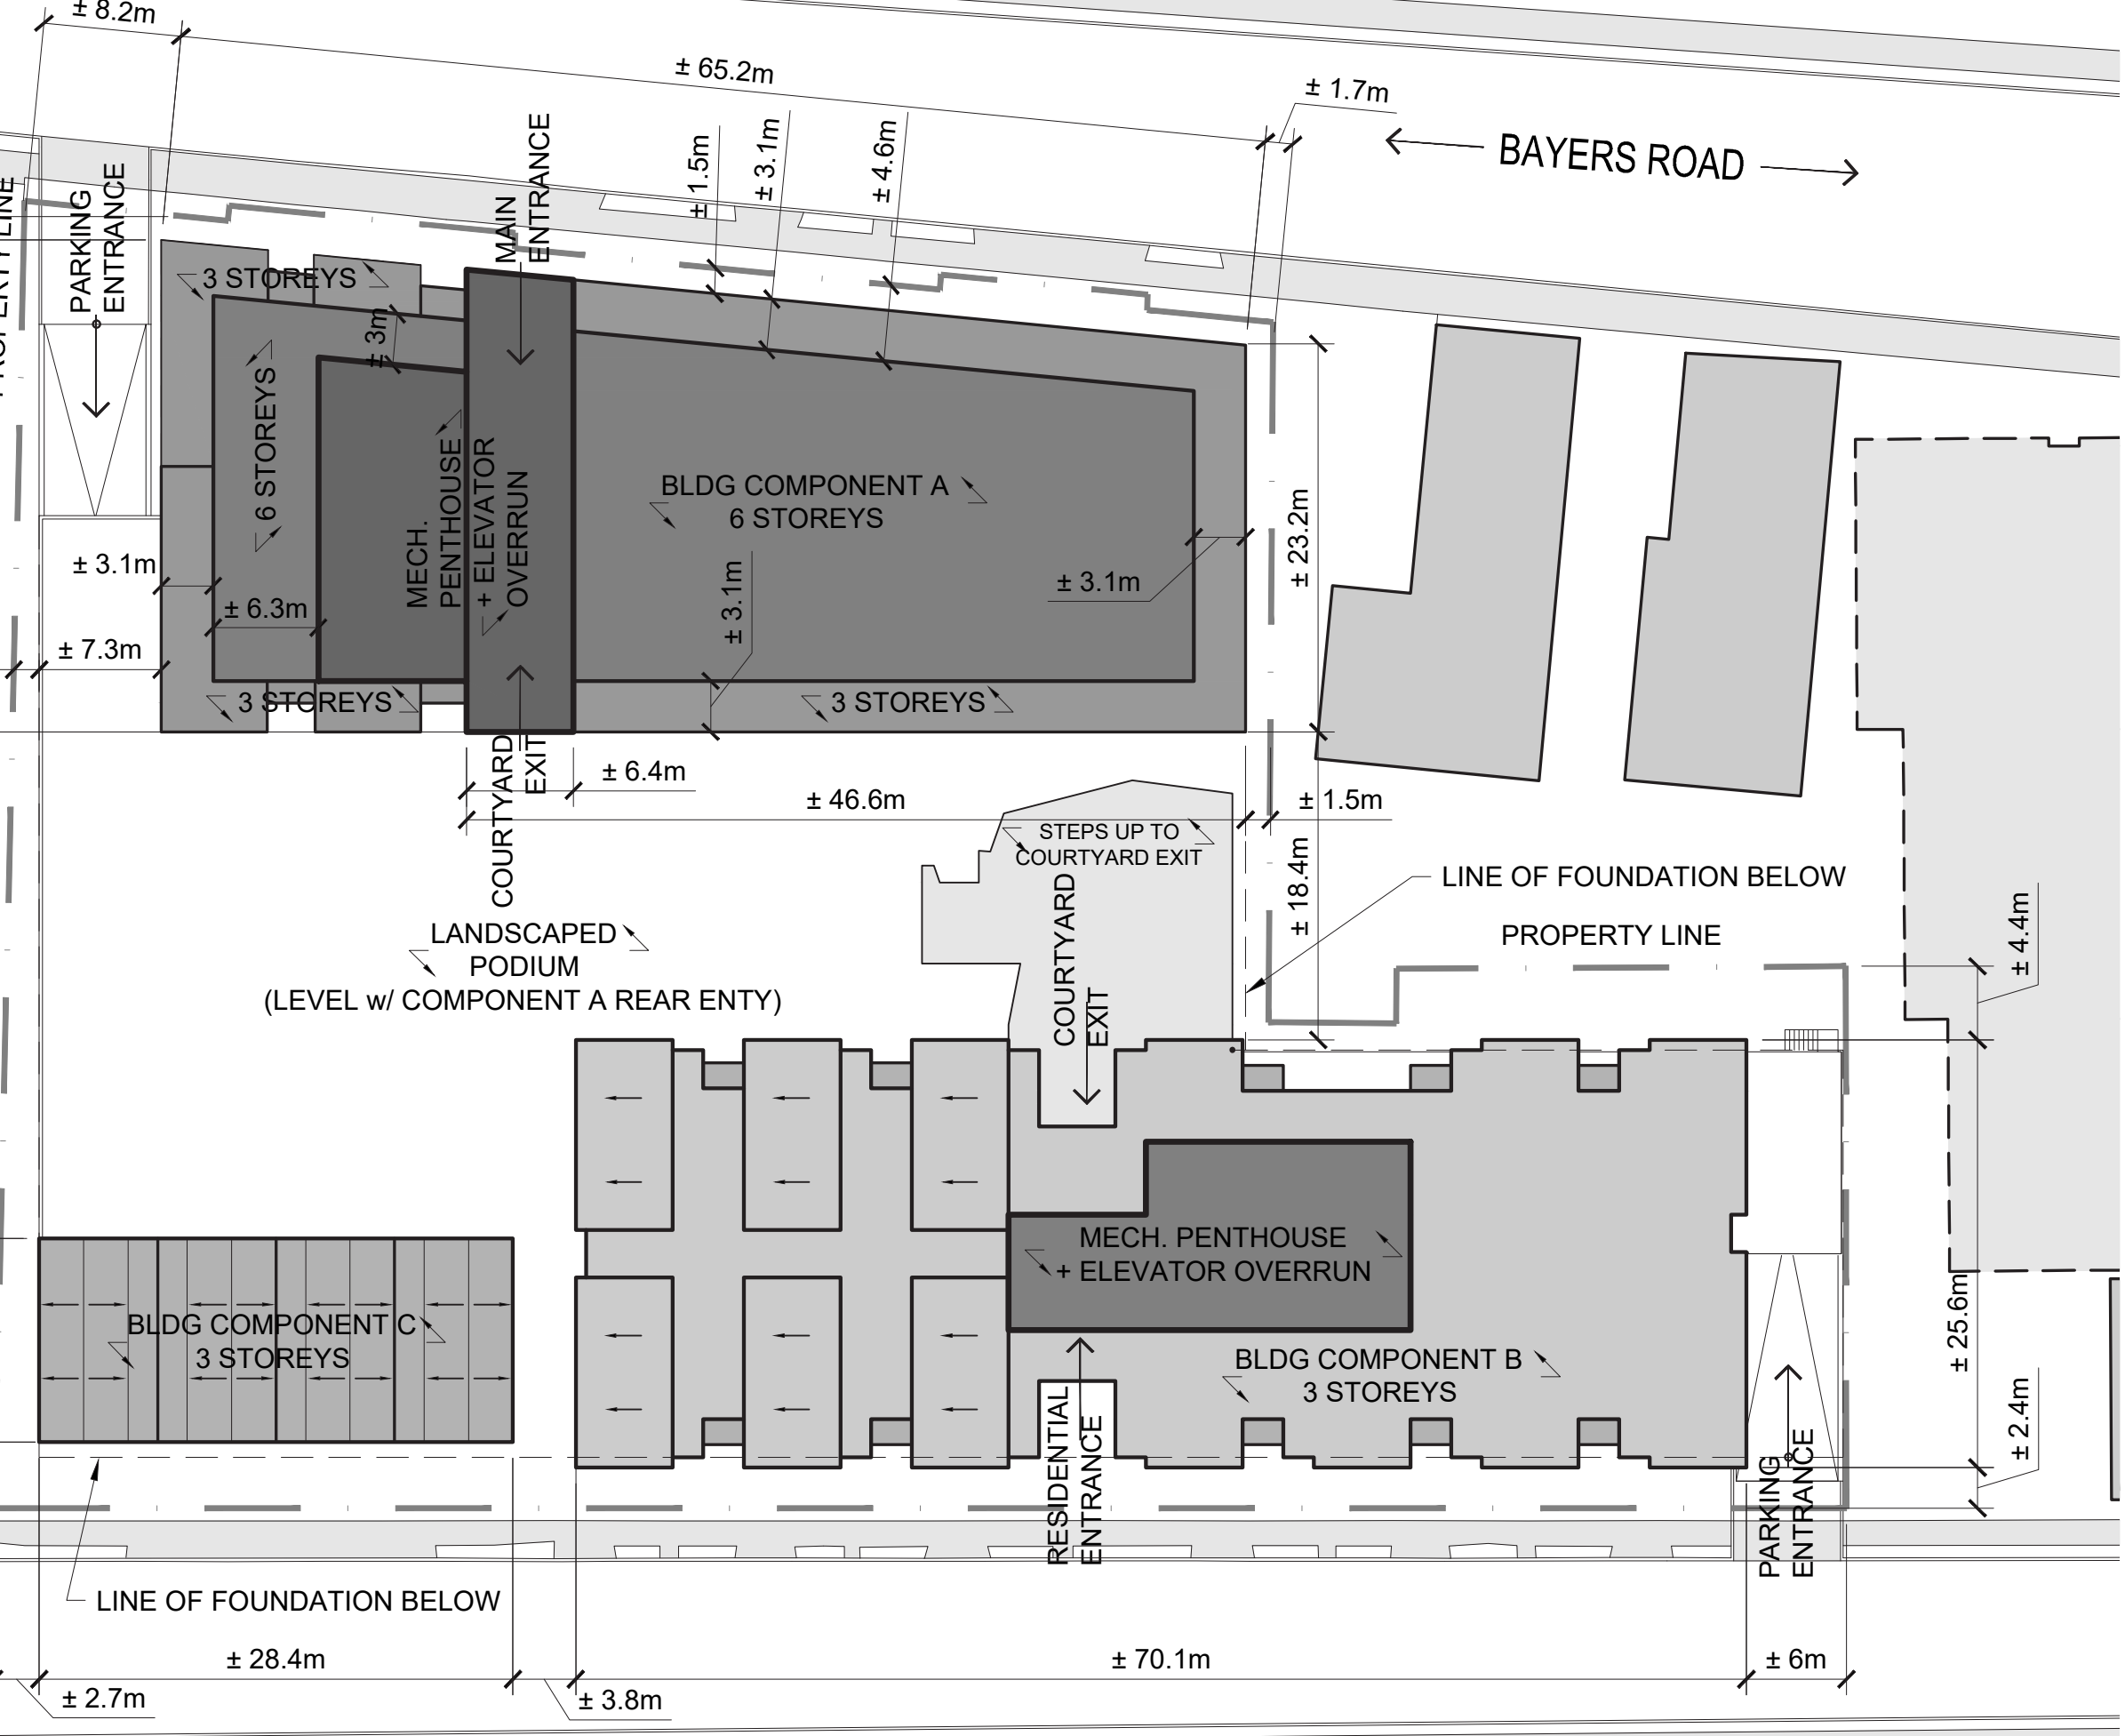 ± 8.2m
± 65.2m
± 1.7m
BAYERS ROAD
± 1.5m
± 3.1m
± 4.6m
MAIN
ENTRANCE
PARKING
ENTRANCE
PROPERTY LINE
3 STOREYS
± 3m
6 STOREYS
MECH.
PENTHOUSE
+ ELEVATOR
OVERRUN
BLDG COMPONENT A
6 STOREYS
± 23.2m
± 3.1m
± 6.3m
± 3.1m
± 3.1m
± 7.3m
3 STOREYS
3 STOREYS
COURTYARD
EXIT
± 6.4m
± 46.6m
± 1.5m
STEPS UP TO
COURTYARD EXIT
COURTYARD
EXIT
± 18.4m
LINE OF FOUNDATION BELOW
PROPERTY LINE
± 4.4m
LANDSCAPED
PODIUM
(LEVEL w/ COMPONENT A REAR ENTY)
MECH. PENTHOUSE
+ ELEVATOR OVERRUN
BLDG COMPONENT C
3 STOREYS
BLDG COMPONENT B
3 STOREYS
± 25.6m
± 2.4m
RESIDENTIAL
ENTRANCE
PARKING
ENTRANCE
LINE OF FOUNDATION BELOW
± 28.4m
± 70.1m
± 6m
± 2.7m
± 3.8m